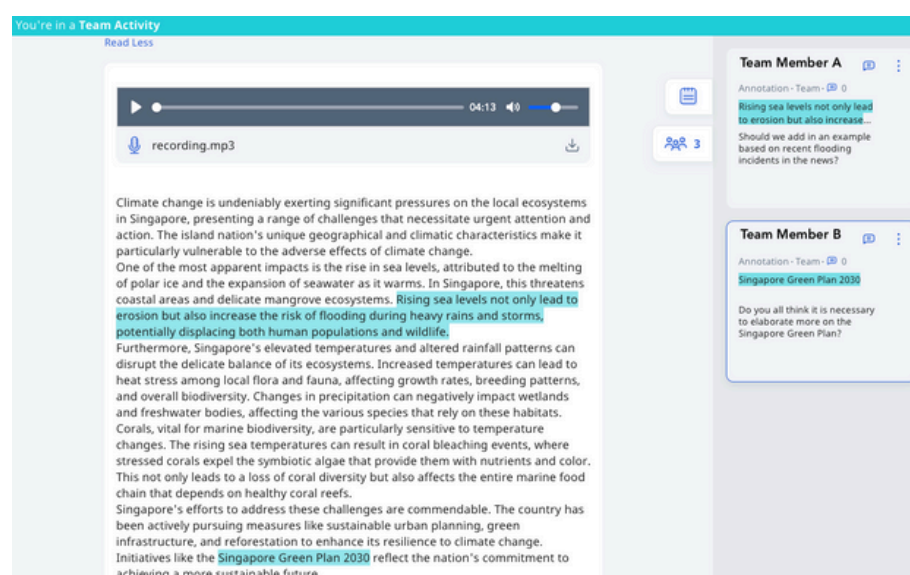 You're in a Team Activity
Read Less
04:13
recording.mp3
Climate change is undeniably exerting significant pressures on the local ecosystems
in Singapore, presenting a range of challenges that necessitate urgent attention and
action. The island nation's unique geographical and climatic characteristics make it
particularly vulnerable to the adverse effects of climate change.
One of the most apparent impacts is the rise in sea levels, attributed to the melting
of polar ice and the expansion of seawater as it warms. In Singapore, this threatens
coastal areas and delicate mangrove ecosystems. Rising sea levels not only lead to
erosion but also increase the risk of flooding during heavy rains and storms,
potentially displacing both human populations and wildlife.
Furthermore, Singapore's elevated temperatures and altered rainfall patterns can
disrupt the delicate balance of its ecosystems. Increased temperatures can lead to
heat stress among local flora and fauna, affecting growth rates, breeding patterns,
and overall biodiversity. Changes in precipitation can negatively impact wetlands
and freshwater bodies, affecting the various species that rely on these habitats.
Corals, vital for marine biodiversity, are particularly sensitive to temperature
changes. The rising sea temperatures can result in coral bleaching events, where
stressed corals expel the symbiotic algae that provide them with nutrients and color.
This not only leads to a loss of coral diversity but also affects the entire marine food
chain that depends on healthy coral reefs.
Singapore's efforts to address these challenges are commendable. The country has
been actively pursuing measures like sustainable urban planning, green
infrastructure, and reforestation to enhance its resilience to climate change.
Initiatives like the Singapore Green Plan 2030 reflect the nation's commitment to
achieving a more sustainable future.
3
Team Member A
Annotation - Team - 0
Rising sea levels not only lead
to erosion but also increase...
Should we add in an example
based on recent flooding
incidents in the news?
Team Member B
Annotation - Team - 0
Singapore Green Plan 2030
Do you all think it is necessary
to elaborate more on the
Singapore Green Plan?